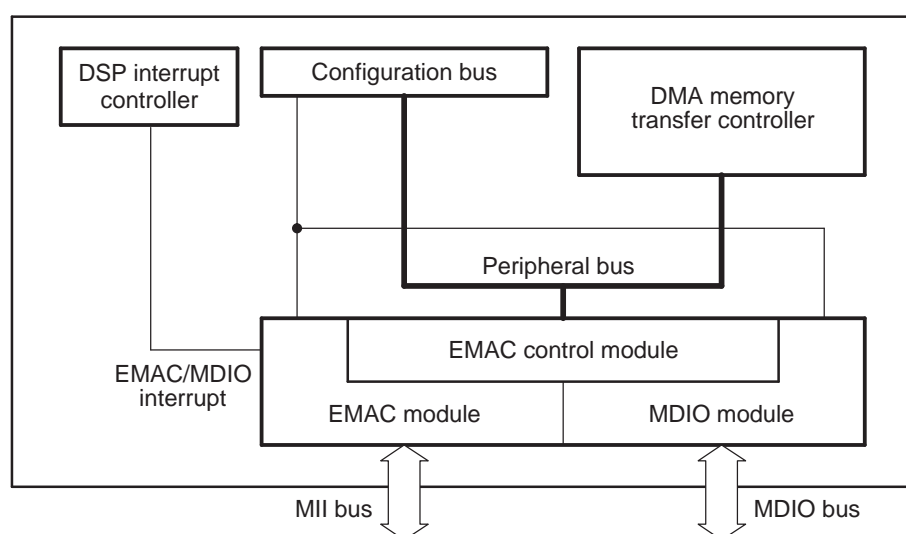 DSP interrupt
controller
Configuration bus
DMA memory
transfer controller
Peripheral bus
EMAC control module
EMAC/MDIO
interrupt
EMAC module
MDIO module
MII bus
MDIO bus